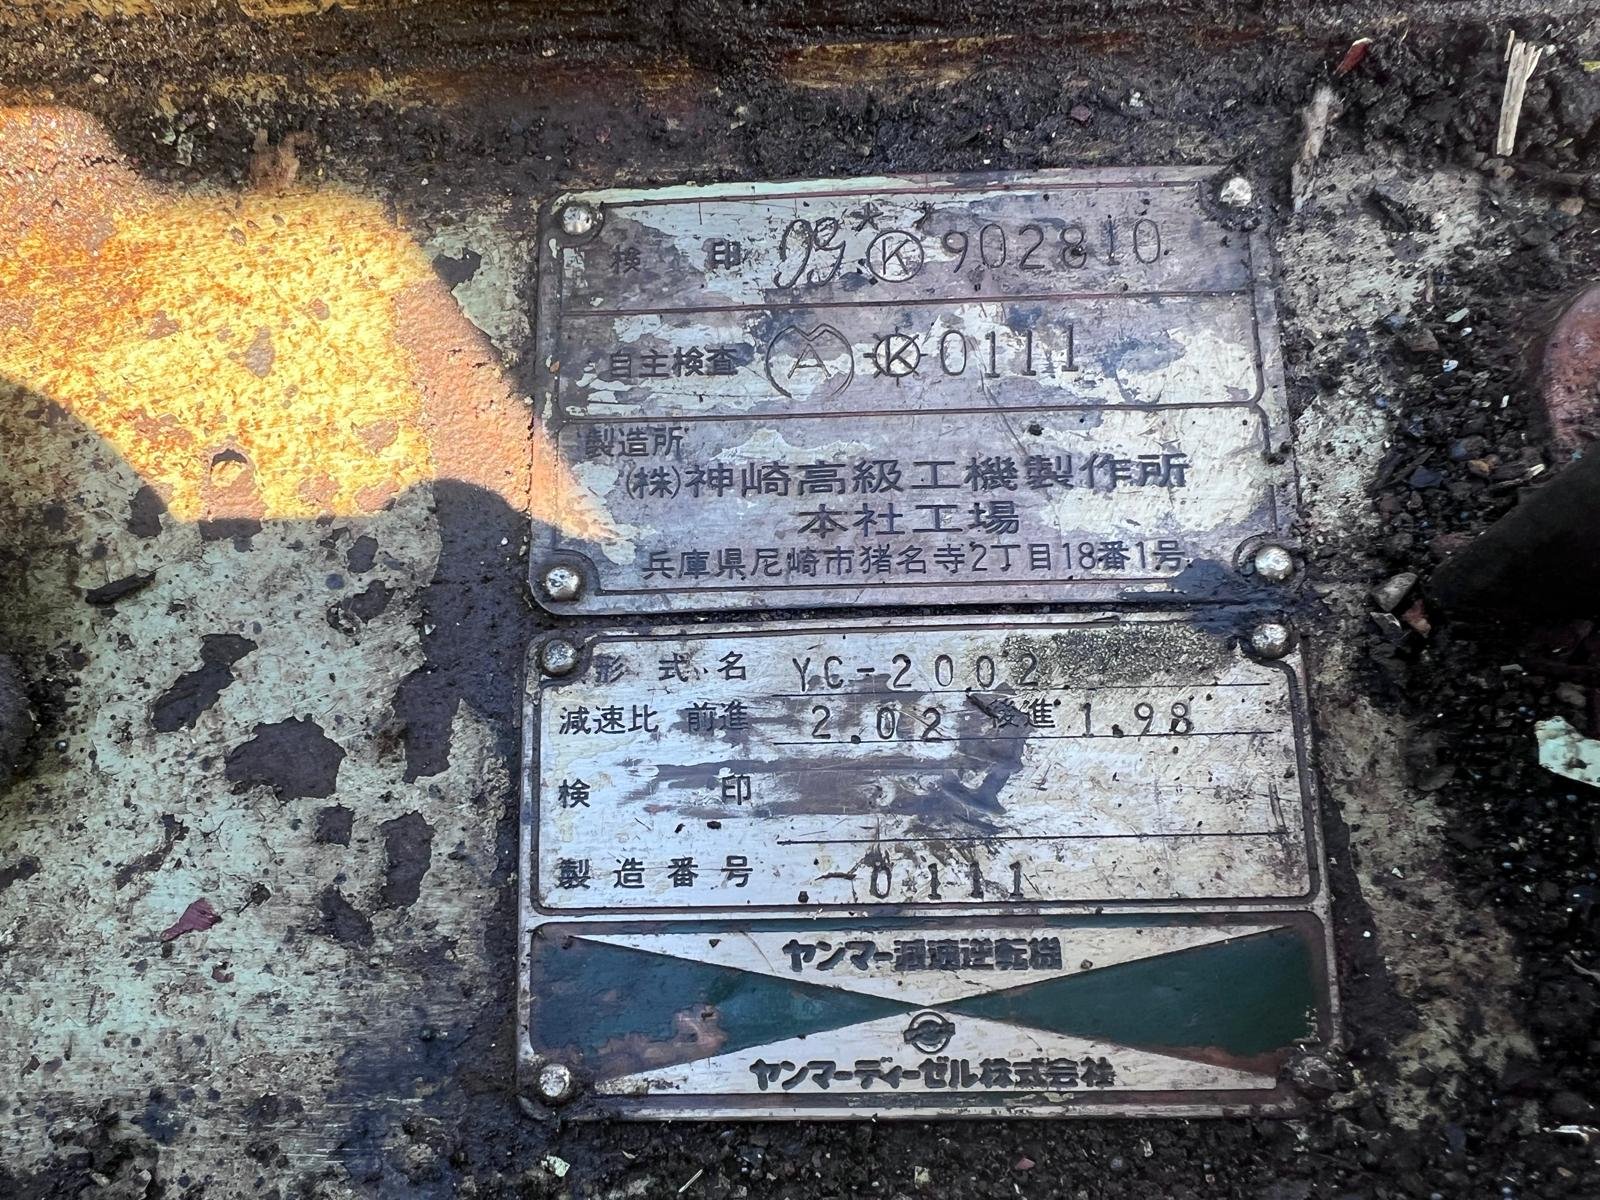 検印 Ⓚ 902810
自主検査 Ⓚ 0111
製造所
(株)神崎高級工機製作所
本社工場
兵庫県尼崎市猪名寺2丁目18番1号
形式名 YC-2002
減速比 前進 2.02 後進 1.98
検印
製造番号 -0111
ヤンマー減速逆転機
ヤンマーディーゼル株式会社